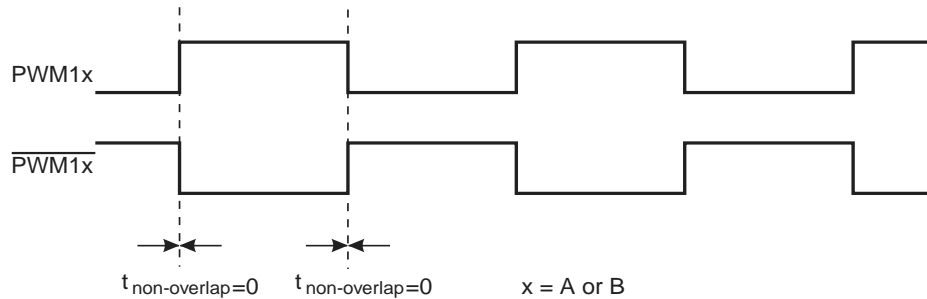 PWM1x
PWM1x
t non-overlap=0 t non-overlap=0 x = A or B